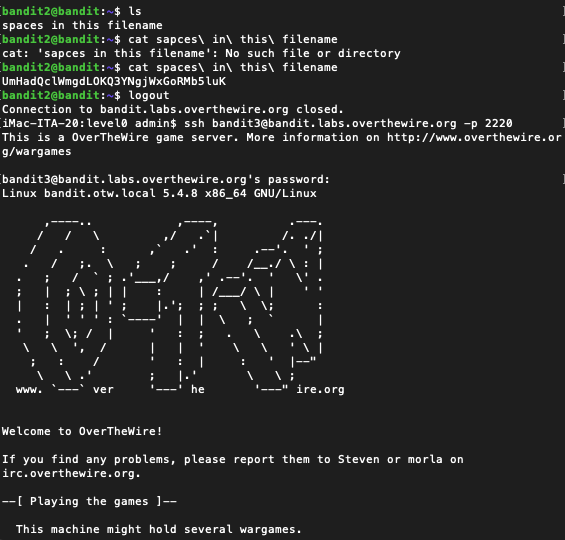 [bandit2@bandit:~$ ls
spaces in this filename
[bandit2@bandit:~$ cat sapces\ in\ this\ filename
cat: 'sapces in this filename': No such file or directory
[bandit2@bandit:~$ cat spaces\ in\ this\ filename
UmHadQclWmgdLOKQ3YNgjWxGoRMb5luK
[bandit2@bandit:~$ logout
Connection to bandit.labs.overthewire.org closed.
[iMac-ITA-20:level0 admin$ ssh bandit3@bandit.labs.overthewire.org -p 2220
This is a OverTheWire game server. More information on http://www.overthewire.or
g/wargames
[bandit3@bandit.labs.overthewire.org's password:
Linux bandit.otw.local 5.4.8 x86_64 GNU/Linux
www. `---` ver '---' he '---" ire.org
Welcome to OverTheWire!
If you find any problems, please report them to Steven or morla on
irc.overthewire.org.
--[ Playing the games ]--
This machine might hold several wargames.